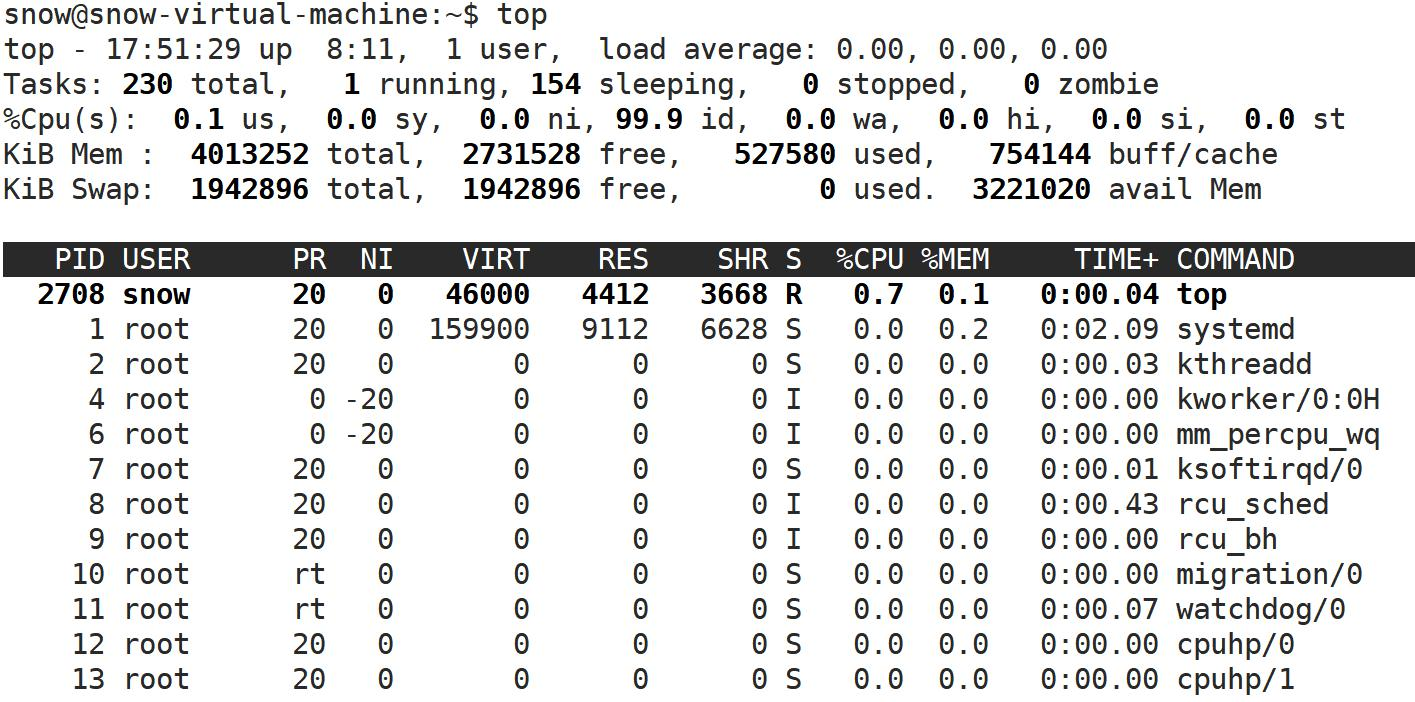 snow@snow-virtual-machine:~$ top
top - 17:51:29 up  8:11,  1 user,  load average: 0.00, 0.00, 0.00
Tasks: 230 total,   1 running, 154 sleeping,   0 stopped,   0 zombie
%Cpu(s):  0.1 us,  0.0 sy,  0.0 ni, 99.9 id,  0.0 wa,  0.0 hi,  0.0 si,  0.0 st
KiB Mem :  4013252 total,  2731528 free,   527580 used,   754144 buff/cache
KiB Swap:  1942896 total,  1942896 free,        0 used.  3221020 avail Mem
   PID USER      PR  NI    VIRT    RES    SHR S  %CPU %MEM     TIME+ COMMAND
  2708 snow      20   0   46000   4412   3668 R   0.7  0.1   0:00.04 top
     1 root      20   0  159900   9112   6628 S   0.0  0.2   0:02.09 systemd
     2 root      20   0       0      0      0 S   0.0  0.0   0:00.03 kthreadd
     4 root       0 -20       0      0      0 I   0.0  0.0   0:00.00 kworker/0:0H
     6 root       0 -20       0      0      0 I   0.0  0.0   0:00.00 mm_percpu_wq
     7 root      20   0       0      0      0 S   0.0  0.0   0:00.01 ksoftirqd/0
     8 root      20   0       0      0      0 I   0.0  0.0   0:00.43 rcu_sched
     9 root      20   0       0      0      0 I   0.0  0.0   0:00.00 rcu_bh
    10 root      rt   0       0      0      0 S   0.0  0.0   0:00.00 migration/0
    11 root      rt   0       0      0      0 S   0.0  0.0   0:00.07 watchdog/0
    12 root      20   0       0      0      0 S   0.0  0.0   0:00.00 cpuhp/0
    13 root      20   0       0      0      0 S   0.0  0.0   0:00.00 cpuhp/1